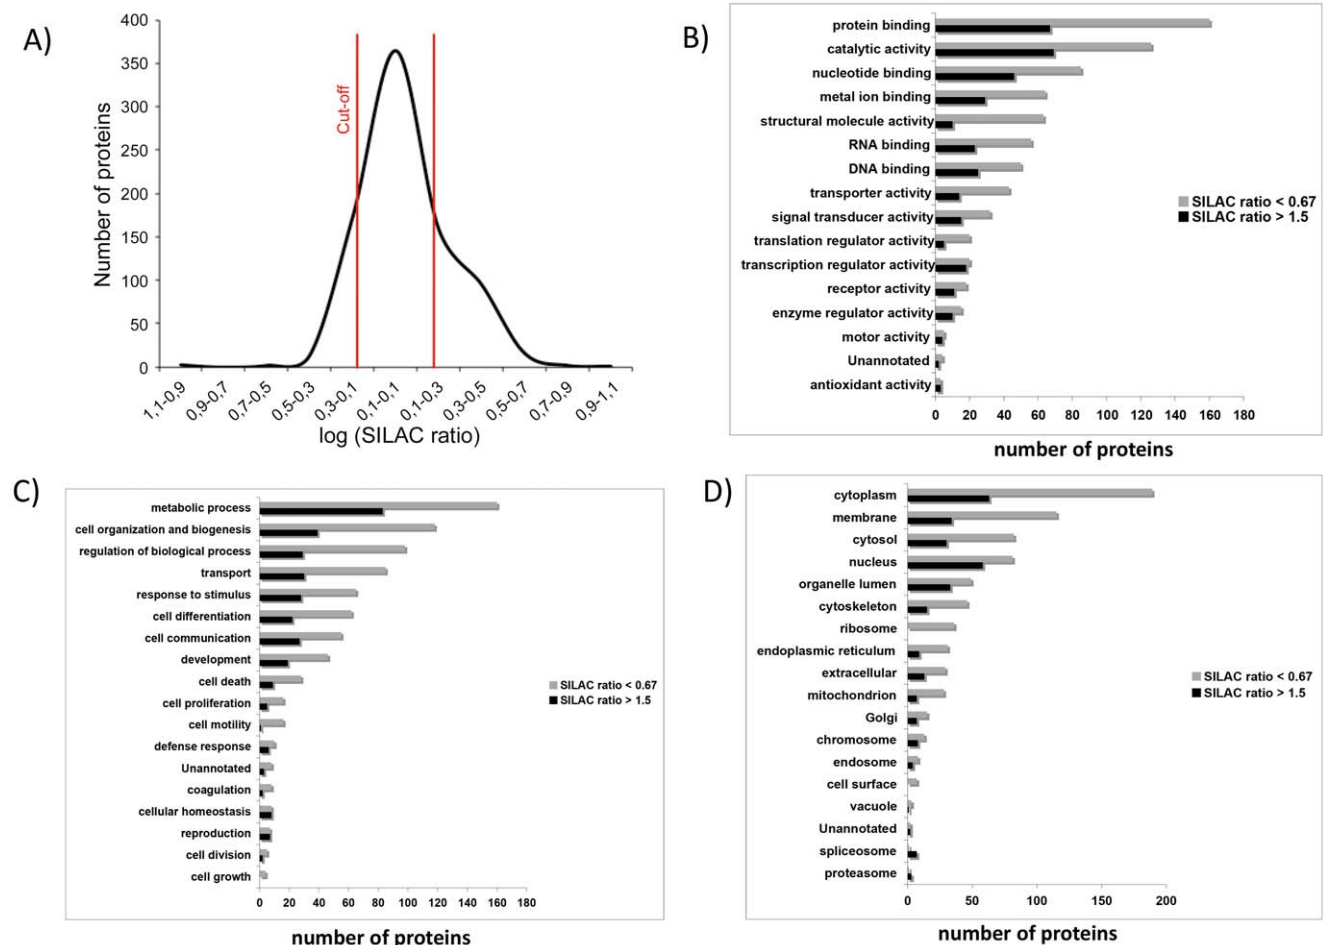 A)
400
350
300
250
200
150
100
50
0
Number of proteins
Cut-off
1,1-0,9
0,9-0,7
0,7-0,5
0,5-0,3
0,3-0,1
0,1-0,1
0,1-0,3
0,3-0,5
0,5-0,7
0,7-0,9
0,9-1,1
log (SILAC ratio)
B)
protein binding
catalytic activity
nucleotide binding
metal ion binding
structural molecule activity
RNA binding
DNA binding
transporter activity
signal transducer activity
translation regulator activity
transcription regulator activity
receptor activity
enzyme regulator activity
motor activity
Unannotated
antioxidant activity
SILAC ratio < 0.67
SILAC ratio > 1.5
0 20 40 60 80 100 120 140 160 180
number of proteins
C)
metabolic process
cell organization and biogenesis
regulation of biological process
transport
response to stimulus
cell differentiation
cell communication
development
cell death
cell proliferation
cell motility
defense response
Unannotated
coagulation
cellular homeostasis
reproduction
cell division
cell growth
SILAC ratio < 0.67
SILAC ratio > 1.5
0 20 40 60 80 100 120 140 160 180
number of proteins
D)
cytoplasm
membrane
cytosol
nucleus
organelle lumen
cytoskeleton
ribosome
endoplasmic reticulum
extracellular
mitochondrion
Golgi
chromosome
endosome
cell surface
vacuole
Unannotated
spliceosome
proteasome
SILAC ratio < 0.67
SILAC ratio > 1.5
0 50 100 150 200
number of proteins